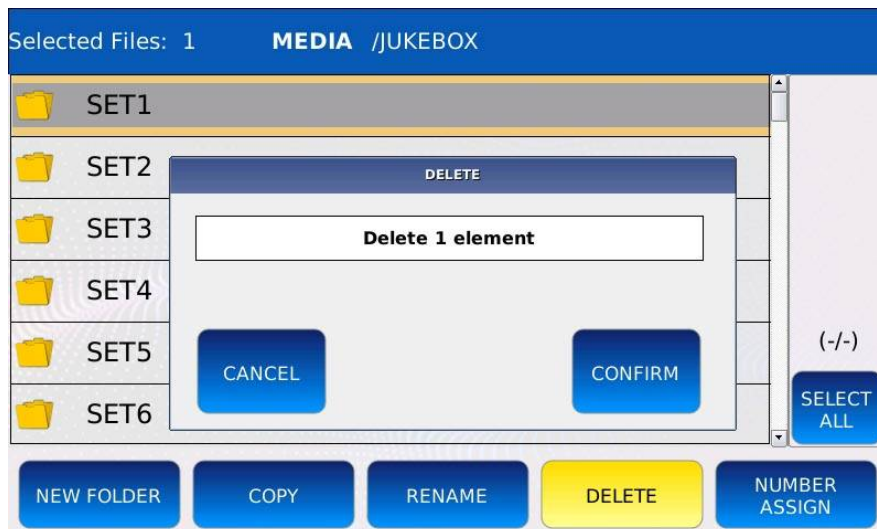 Selected Files: 1 MEDIA /JUKEBOX
SET1
SET2
SET3
SET4
SET5
SET6
DELETE
Delete 1 element
CANCEL
CONFIRM
(-/-)
SELECT
ALL
NEW FOLDER
COPY
RENAME
DELETE
NUMBER
ASSIGN